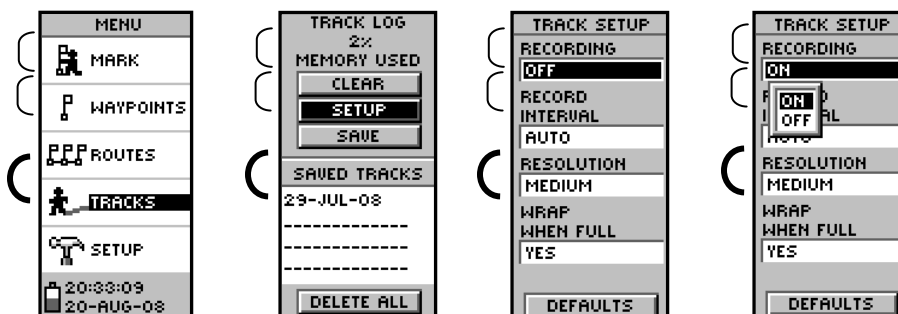 MENU
MARK
WAYPOINTS
ROUTES
TRACKS
SETUP
20:33:09
20-AUG-08
TRACK LOG
2%
MEMORY USED
CLEAR
SETUP
SAVE
SAVED TRACKS
29-JUL-08
DELETE ALL
TRACK SETUP
RECORDING
OFF
RECORD
INTERVAL
AUTO
RESOLUTION
MEDIUM
WRAP
WHEN FULL
YES
DEFAULTS
TRACK SETUP
RECORDING
ON
ON
OFF
RESOLUTION
MEDIUM
WRAP
WHEN FULL
YES
DEFAULTS